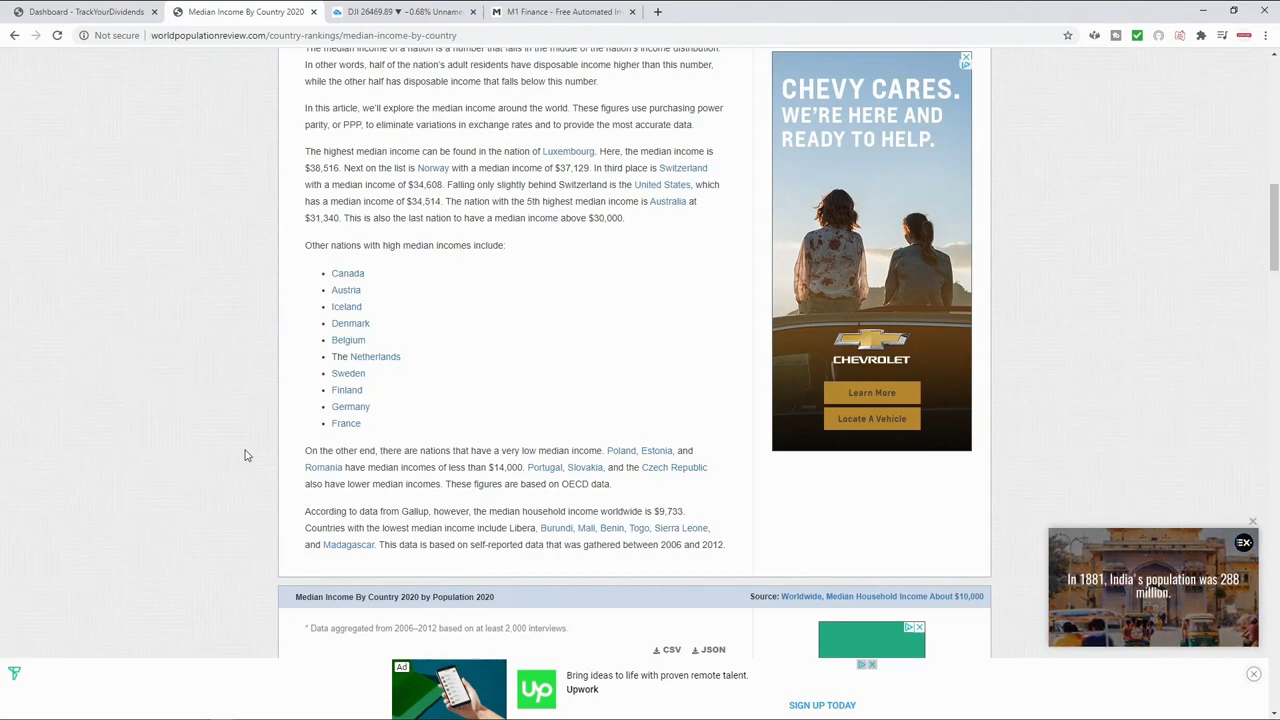 Dashboard - TrackYourDividends
Median Income By Country 2020
DJI 26469.89 ▼ −0.68% Unname
M1 Finance - Free Automated In
Not secure | worldpopulationreview.com/country-rankings/median-income-by-country
The median income of a nation is a number that falls in the middle of the nation's income distribution.
In other words, half of the nation's adult residents have disposable income higher than this number,
while the other half has disposable income that falls below this number.
In this article, we'll explore the median income around the world. These figures use purchasing power
parity, or PPP, to eliminate variations in exchange rates and to provide the most accurate data.
The highest median income can be found in the nation of Luxembourg. Here, the median income is
$38,516. Next on the list is Norway with a median income of $37,129. In third place is Switzerland
with a median income of $34,608. Falling only slightly behind Switzerland is the United States, which
has a median income of $34,514. The nation with the 5th highest median income is Australia at
$31,340. This is also the last nation to have a median income above $30,000.
Other nations with high median incomes include:
• Canada
• Austria
• Iceland
• Denmark
• Belgium
• The Netherlands
• Sweden
• Finland
• Germany
• France
On the other end, there are nations that have a very low median income. Poland, Estonia, and
Romania have median incomes of less than $14,000. Portugal, Slovakia, and the Czech Republic
also have lower median incomes. These figures are based on OECD data.
According to data from Gallup, however, the median household income worldwide is $9,733.
Countries with the lowest median income include Libera, Burundi, Mali, Benin, Togo, Sierra Leone,
and Madagascar. This data is based on self-reported data that was gathered between 2006 and 2012.
CHEVY CARES.
WE'RE HERE AND
READY TO HELP.
CHEVROLET
Learn More
Locate A Vehicle
In 1881, India's population was 288
million.
Median Income By Country 2020 by Population 2020
Source: Worldwide, Median Household Income About $10,000
* Data aggregated from 2006–2012 based on at least 2,000 interviews.
CSV
JSON
Ad
Up
Bring ideas to life with proven remote talent.
Upwork
SIGN UP TODAY